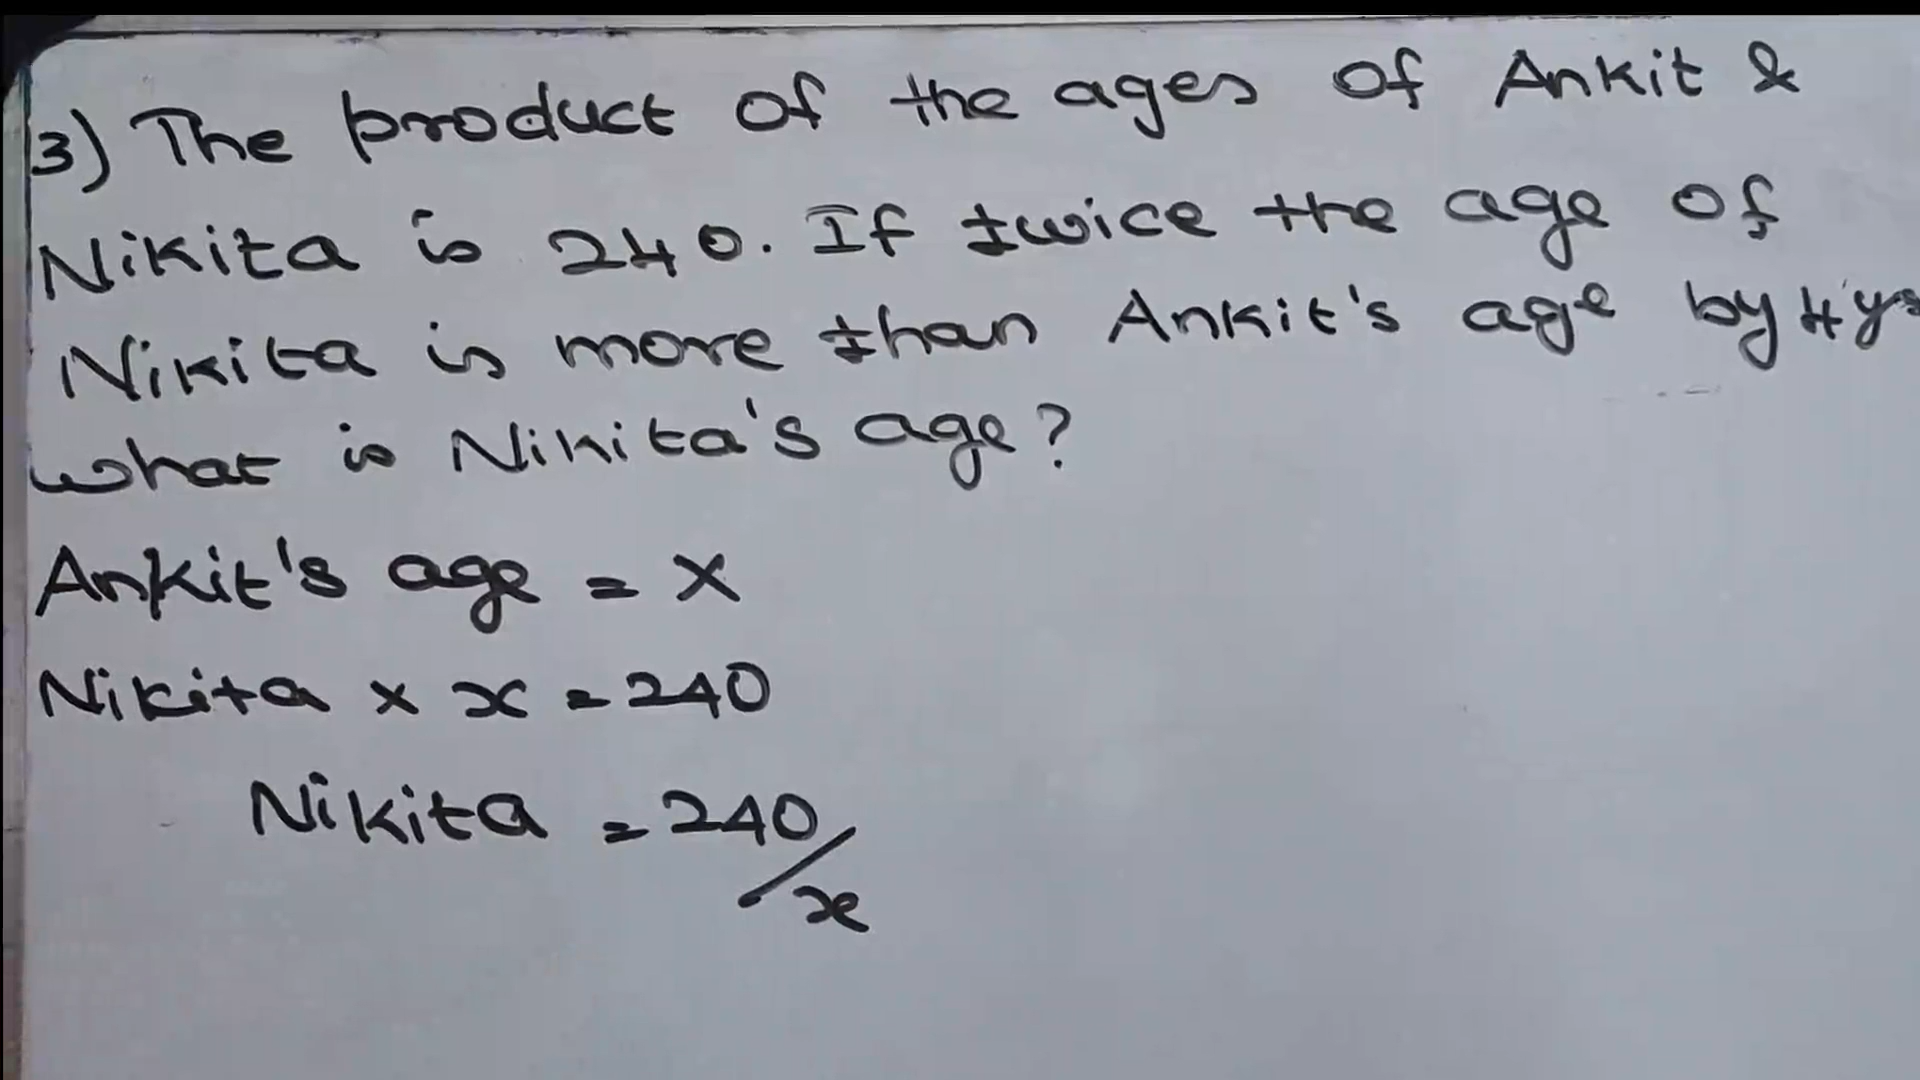 3) The product of the ages of Ankit &
Nikita is 240. If twice the age of
Nikita is more than Ankit's age by 4 ys
what is Nikita's age?
Ankit's age = x
Nikita × x = 240
Nikita = 240/x